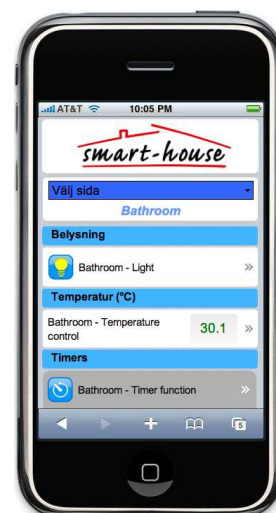 AT&T 10:05 PM
smart-house
Välj sida
Bathroom
Belysning
Bathroom - Light
Temperatur (°C)
Bathroom - Temperature
control
30.1
Timers
Bathroom - Timer function
5